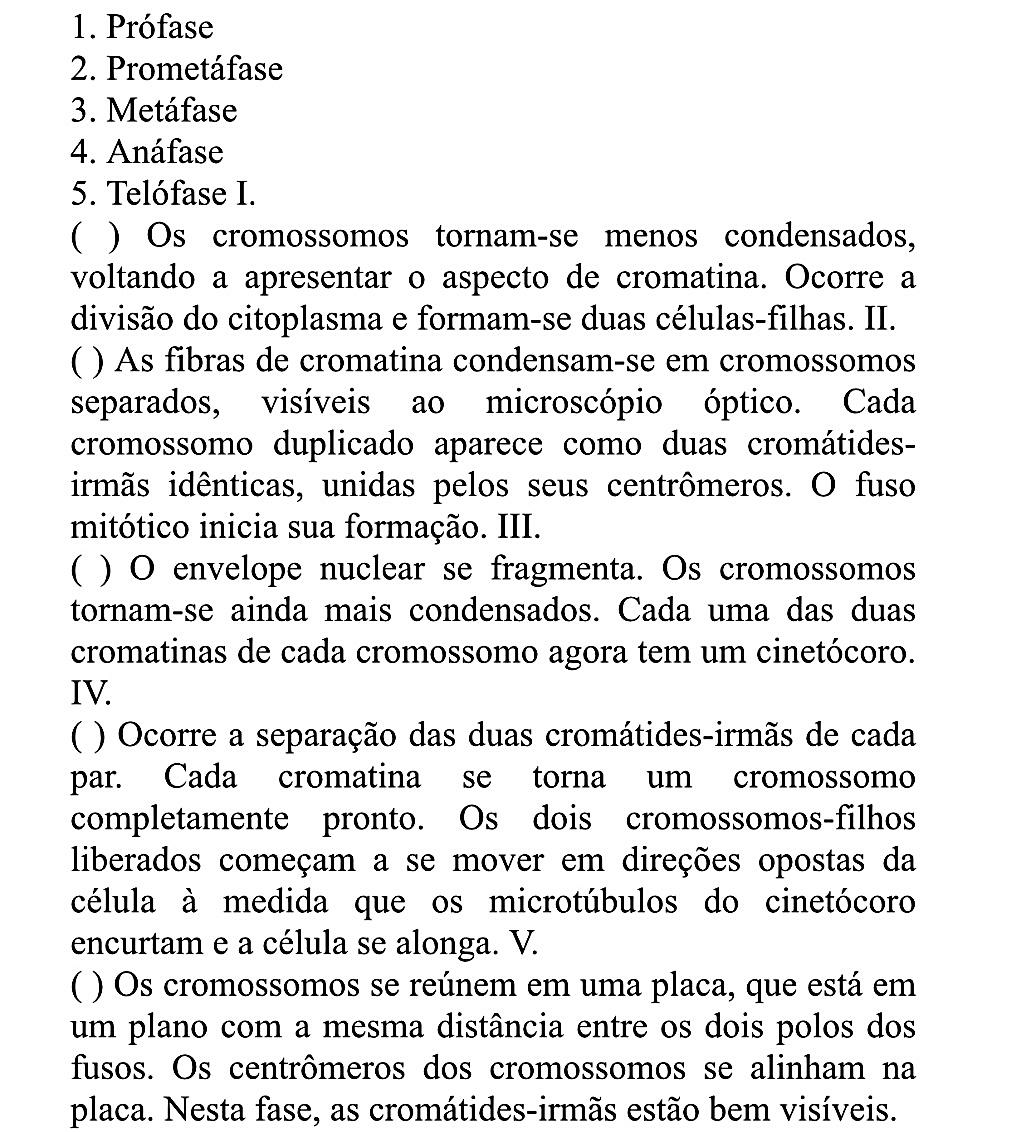 1. Prófase
2. Prometáfase
3. Metáfase
4. Anáfase
5. Telófase I.
( ) Os cromossomos tornam-se menos condensados,
voltando a apresentar o aspecto de cromatina. Ocorre a
divisão do citoplasma e formam-se duas células-filhas. II.
( ) As fibras de cromatina condensam-se em cromossomos
separados, visíveis ao microscópio óptico. Cada
cromossomo duplicado aparece como duas cromátides-
irmãs idênticas, unidas pelos seus centrômeros. O fuso
mitótico inicia sua formação. III.
( ) O envelope nuclear se fragmenta. Os cromossomos
tornam-se ainda mais condensados. Cada uma das duas
cromatinas de cada cromossomo agora tem um cinetócoro.
IV.
( ) Ocorre a separação das duas cromátides-irmãs de cada
par. Cada cromatina se torna um cromossomo
completamente pronto. Os dois cromossomos-filhos
liberados começam a se mover em direções opostas da
célula à medida que os microtúbulos do cinetócoro
encurtam e a célula se alonga. V.
( ) Os cromossomos se reúnem em uma placa, que está em
um plano com a mesma distância entre os dois polos dos
fusos. Os centrômeros dos cromossomos se alinham na
placa. Nesta fase, as cromátides-irmãs estão bem visíveis.